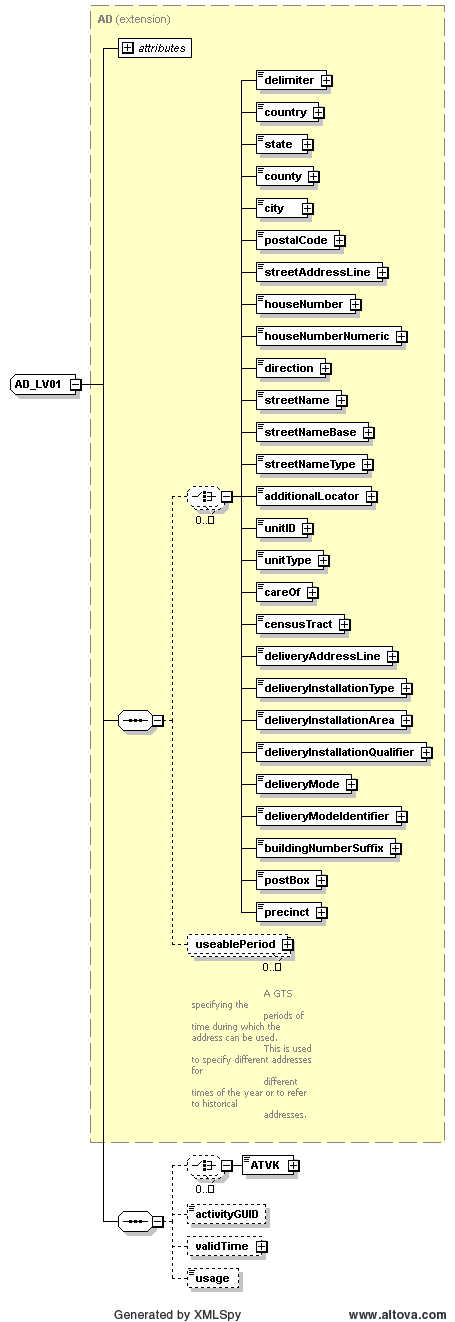 AD (extension)
attributes
delimiter
country
state
county
city
postalCode
streetAddressLine
houseNumber
houseNumberNumeric
direction
AD_LV01
streetName
streetNameBase
streetNameType
additionalLocator
0..
unitID
unitType
careOf
censusTract
deliveryAddressLine
deliveryInstallationType
deliveryInstallationArea
deliveryInstallationQualifier
deliveryMode
deliveryModeIdentifier
buildingNumberSuffix
postBox
precinct
useablePeriod
0..
A GTS
specifying the
periods of
time during which the
address can be used.
This is used
to specify different addresses
for
different
times of the year or to refer
to historical
addresses.
ATVK
0..
activityGUID
validTime
usage
Generated by XMLSpy www.altova.com